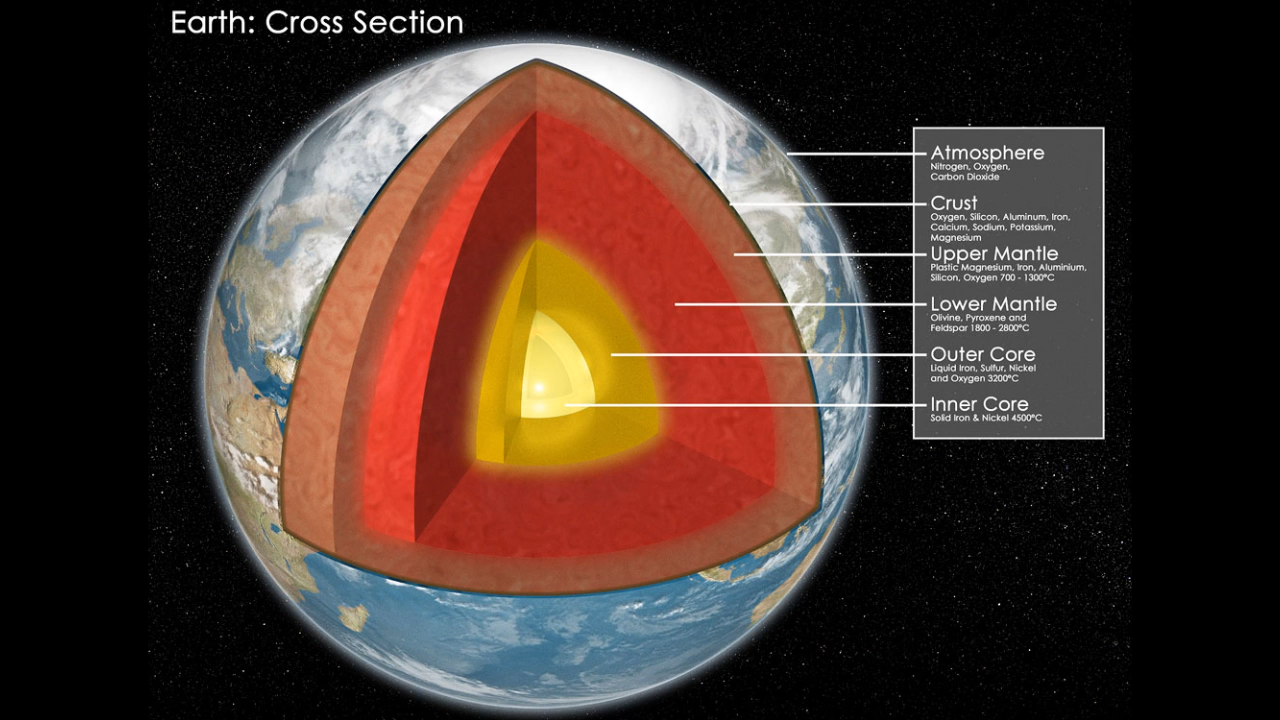 Earth: Cross Section
Atmosphere
Nitrogen, Oxygen,
Carbon Dioxide
Crust
Oxygen, Silicon, Aluminum, Iron,
Calcium, Sodium, Potassium,
Magnesium
Upper Mantle
Plastic Magnesium, Iron, Aluminium,
Silicon, Oxygen 700 - 1300°C
Lower Mantle
Olivine, Pyroxene and
Feldspar 1800 - 2800°C
Outer Core
Liquid Iron, Sulfur, Nickel
and Oxygen 3200°C
Inner Core
Solid Iron & Nickel 4500°C